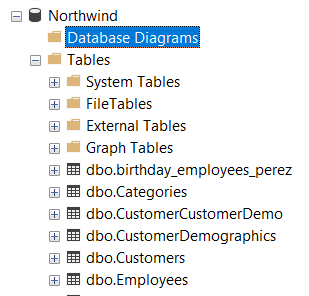 Northwind
Database Diagrams
Tables
System Tables
FileTables
External Tables
Graph Tables
dbo.birthday_employees_perez
dbo.Categories
dbo.CustomerCustomerDemo
dbo.CustomerDemographics
dbo.Customers
dbo.Employees